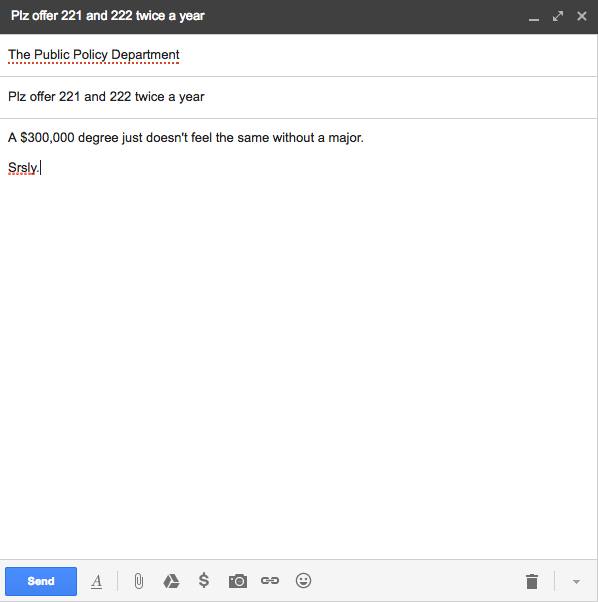 Plz offer 221 and 222 twice a year
The Public Policy Department
Plz offer 221 and 222 twice a year
A $300,000 degree just doesn't feel the same without a major.
Srsly.
Send